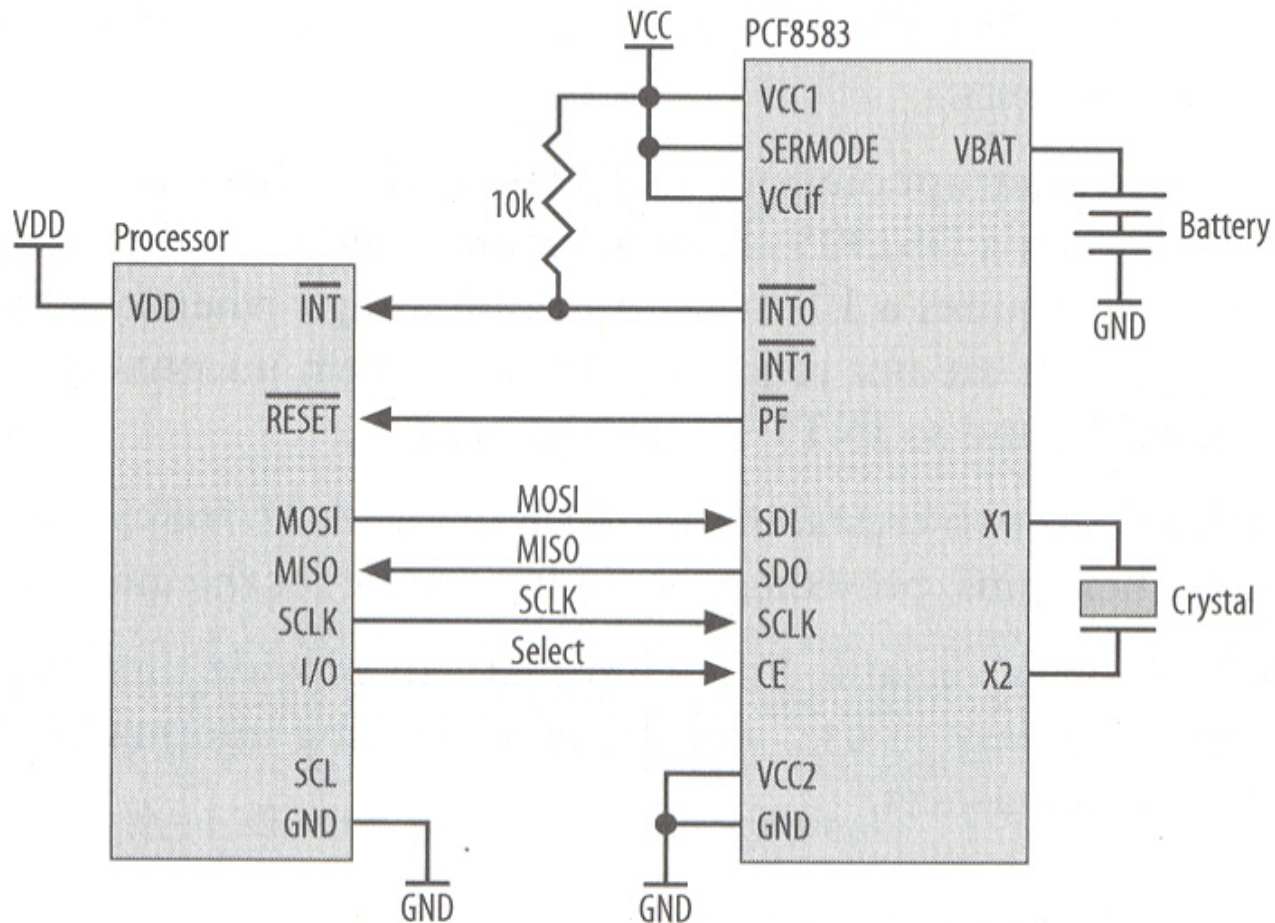 VCC
PCF8583
VCC1
SERMODE
VBAT
VCCif
10k
Battery
VDD
Processor
VDD
INT
INT0
GND
INT1
RESET
PF
MOSI
MOSI
SDI
X1
MISO
MISO
SDO
SCLK
SCLK
SCLK
Crystal
I/O
Select
CE
X2
SCL
VCC2
GND
GND
GND
GND